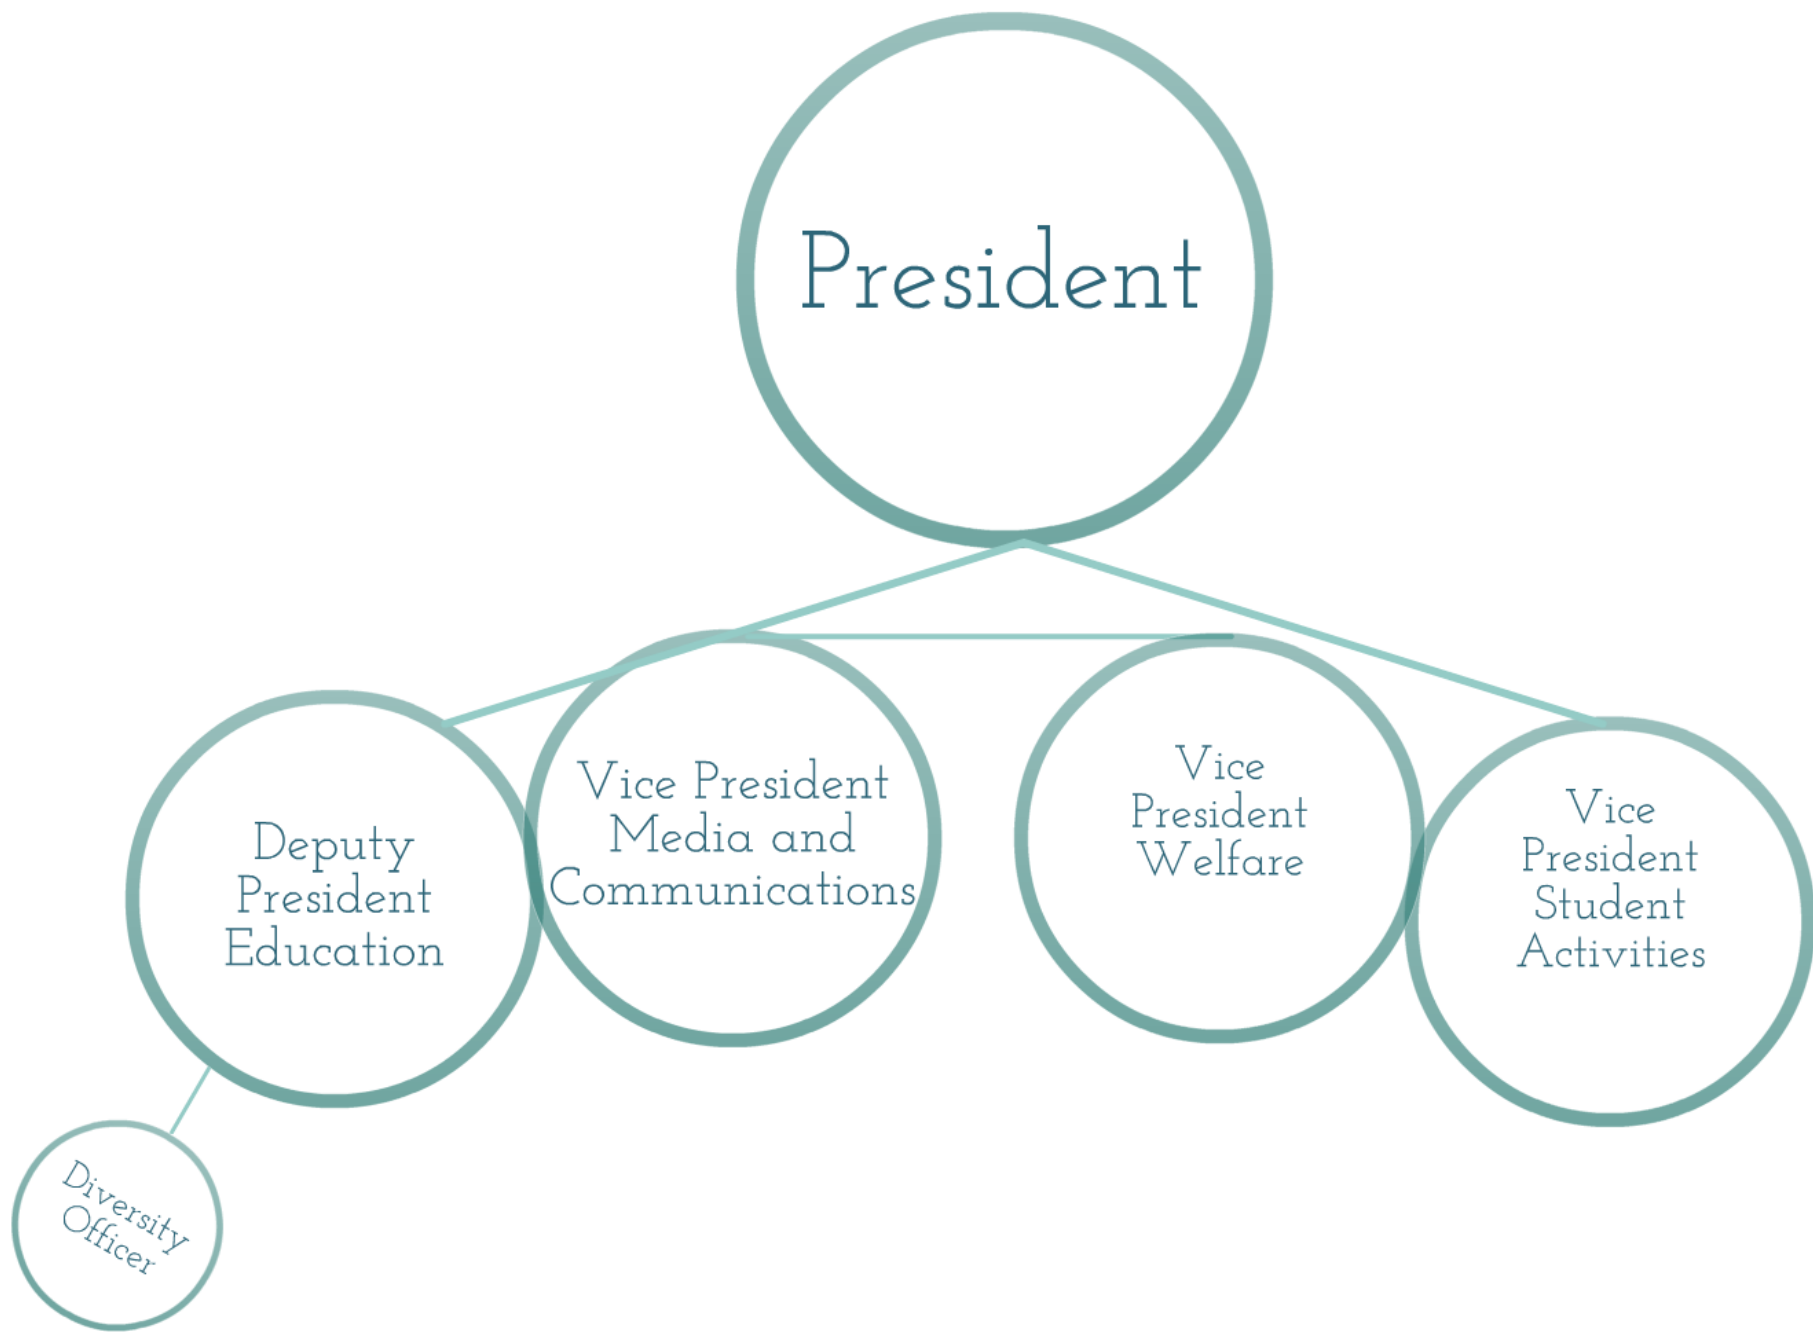 President
Deputy
President
Education
Vice President
Media and
Communications
Vice
President
Welfare
Vice
President
Student
Activities
Diversity
Officer